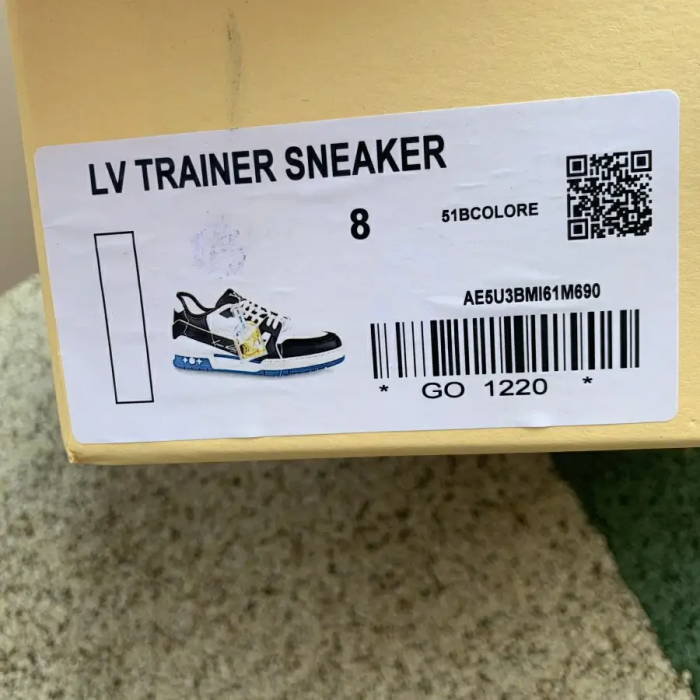 LV TRAINER SNEAKER
8
51BCOLORE
AE5U3BMI61M690
* GO 1220 *